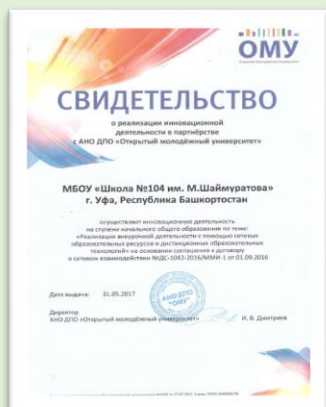 ОМУ
СВИДЕТЕЛЬСТВО
о реализации инновационной
деятельности в партнёрстве
с АНО ДПО «Открытый молодёжный университет»
МБОУ «Школа №104 им. М.Шаймуратова»
г. Уфа, Республика Башкортостан
осуществляет инновационную деятельность
на ступени начального общего образования по теме:
«Реализация внеурочной деятельности с помощью сетевых
образовательных ресурсов и дистанционных образовательных
технологий» на основании соглашения к договору
о сетевом взаимодействии №ДС-1042-2016/ММИ-1 от 01.09.2016
Дата выдачи: 31.05.2017
АНО ДПО
"ОМУ"
Директор
АНО ДПО «Открытый молодёжный университет» И. В. Дмитриев